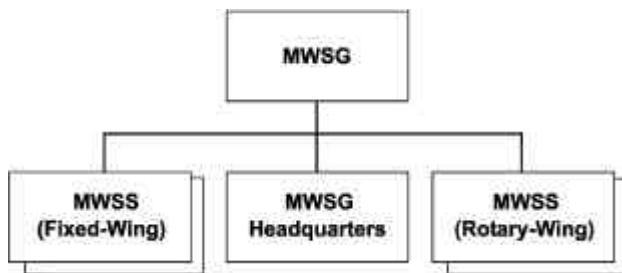 MWSG
MWSS
(Fixed-Wing)
MWSG
Headquarters
MWSS
(Rotary-Wing)